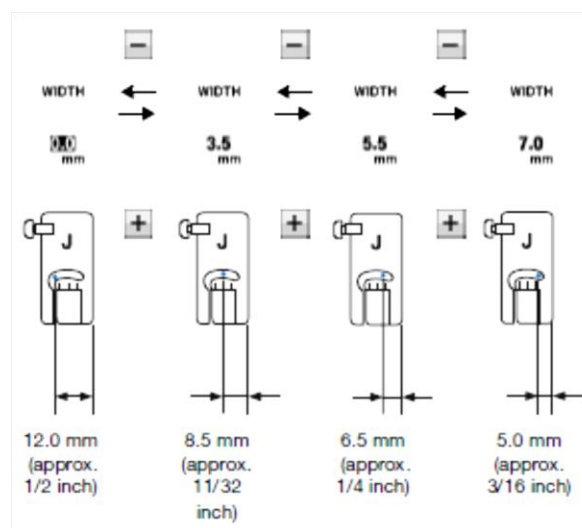 − − −
WIDTH ← → WIDTH ← → WIDTH ← → WIDTH
0.0 mm 3.5 mm 5.5 mm 7.0 mm
+ + +
J J J J
12.0 mm 8.5 mm 6.5 mm 5.0 mm
(approx. (approx. (approx. (approx.
1/2 inch) 11/32 1/4 inch) 3/16 inch)
inch)